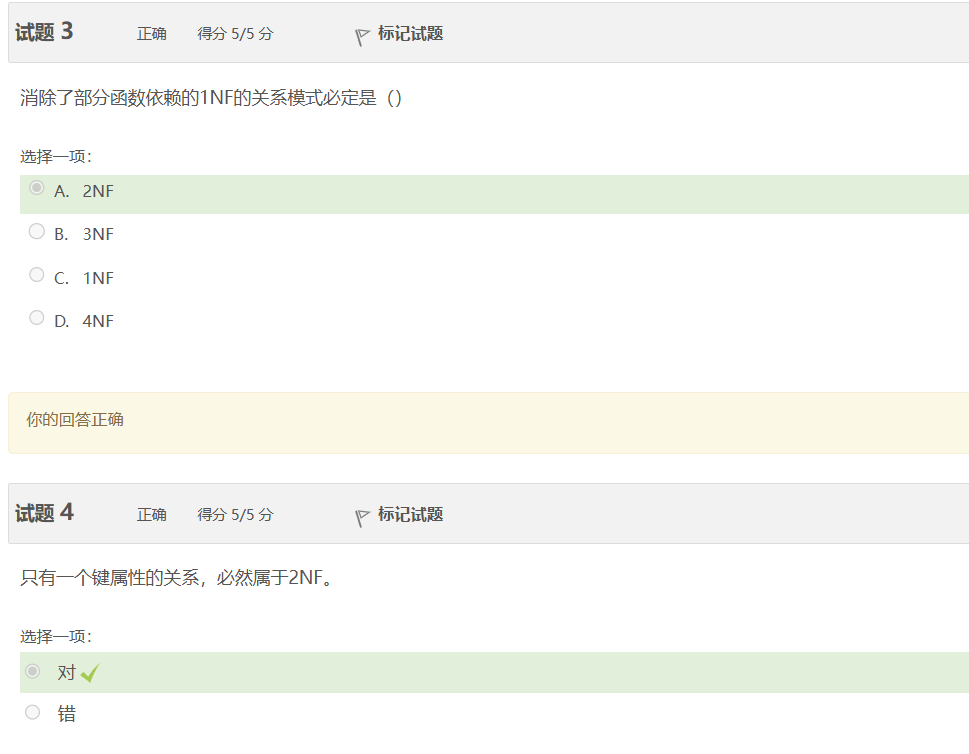 试题 3 正确 得分 5/5 分 标记试题
消除了部分函数依赖的1NF的关系模式必定是（）
选择一项：
A. 2NF
B. 3NF
C. 1NF
D. 4NF
你的回答正确
试题 4 正确 得分 5/5 分 标记试题
只有一个键属性的关系，必然属于2NF。
选择一项：
对
错